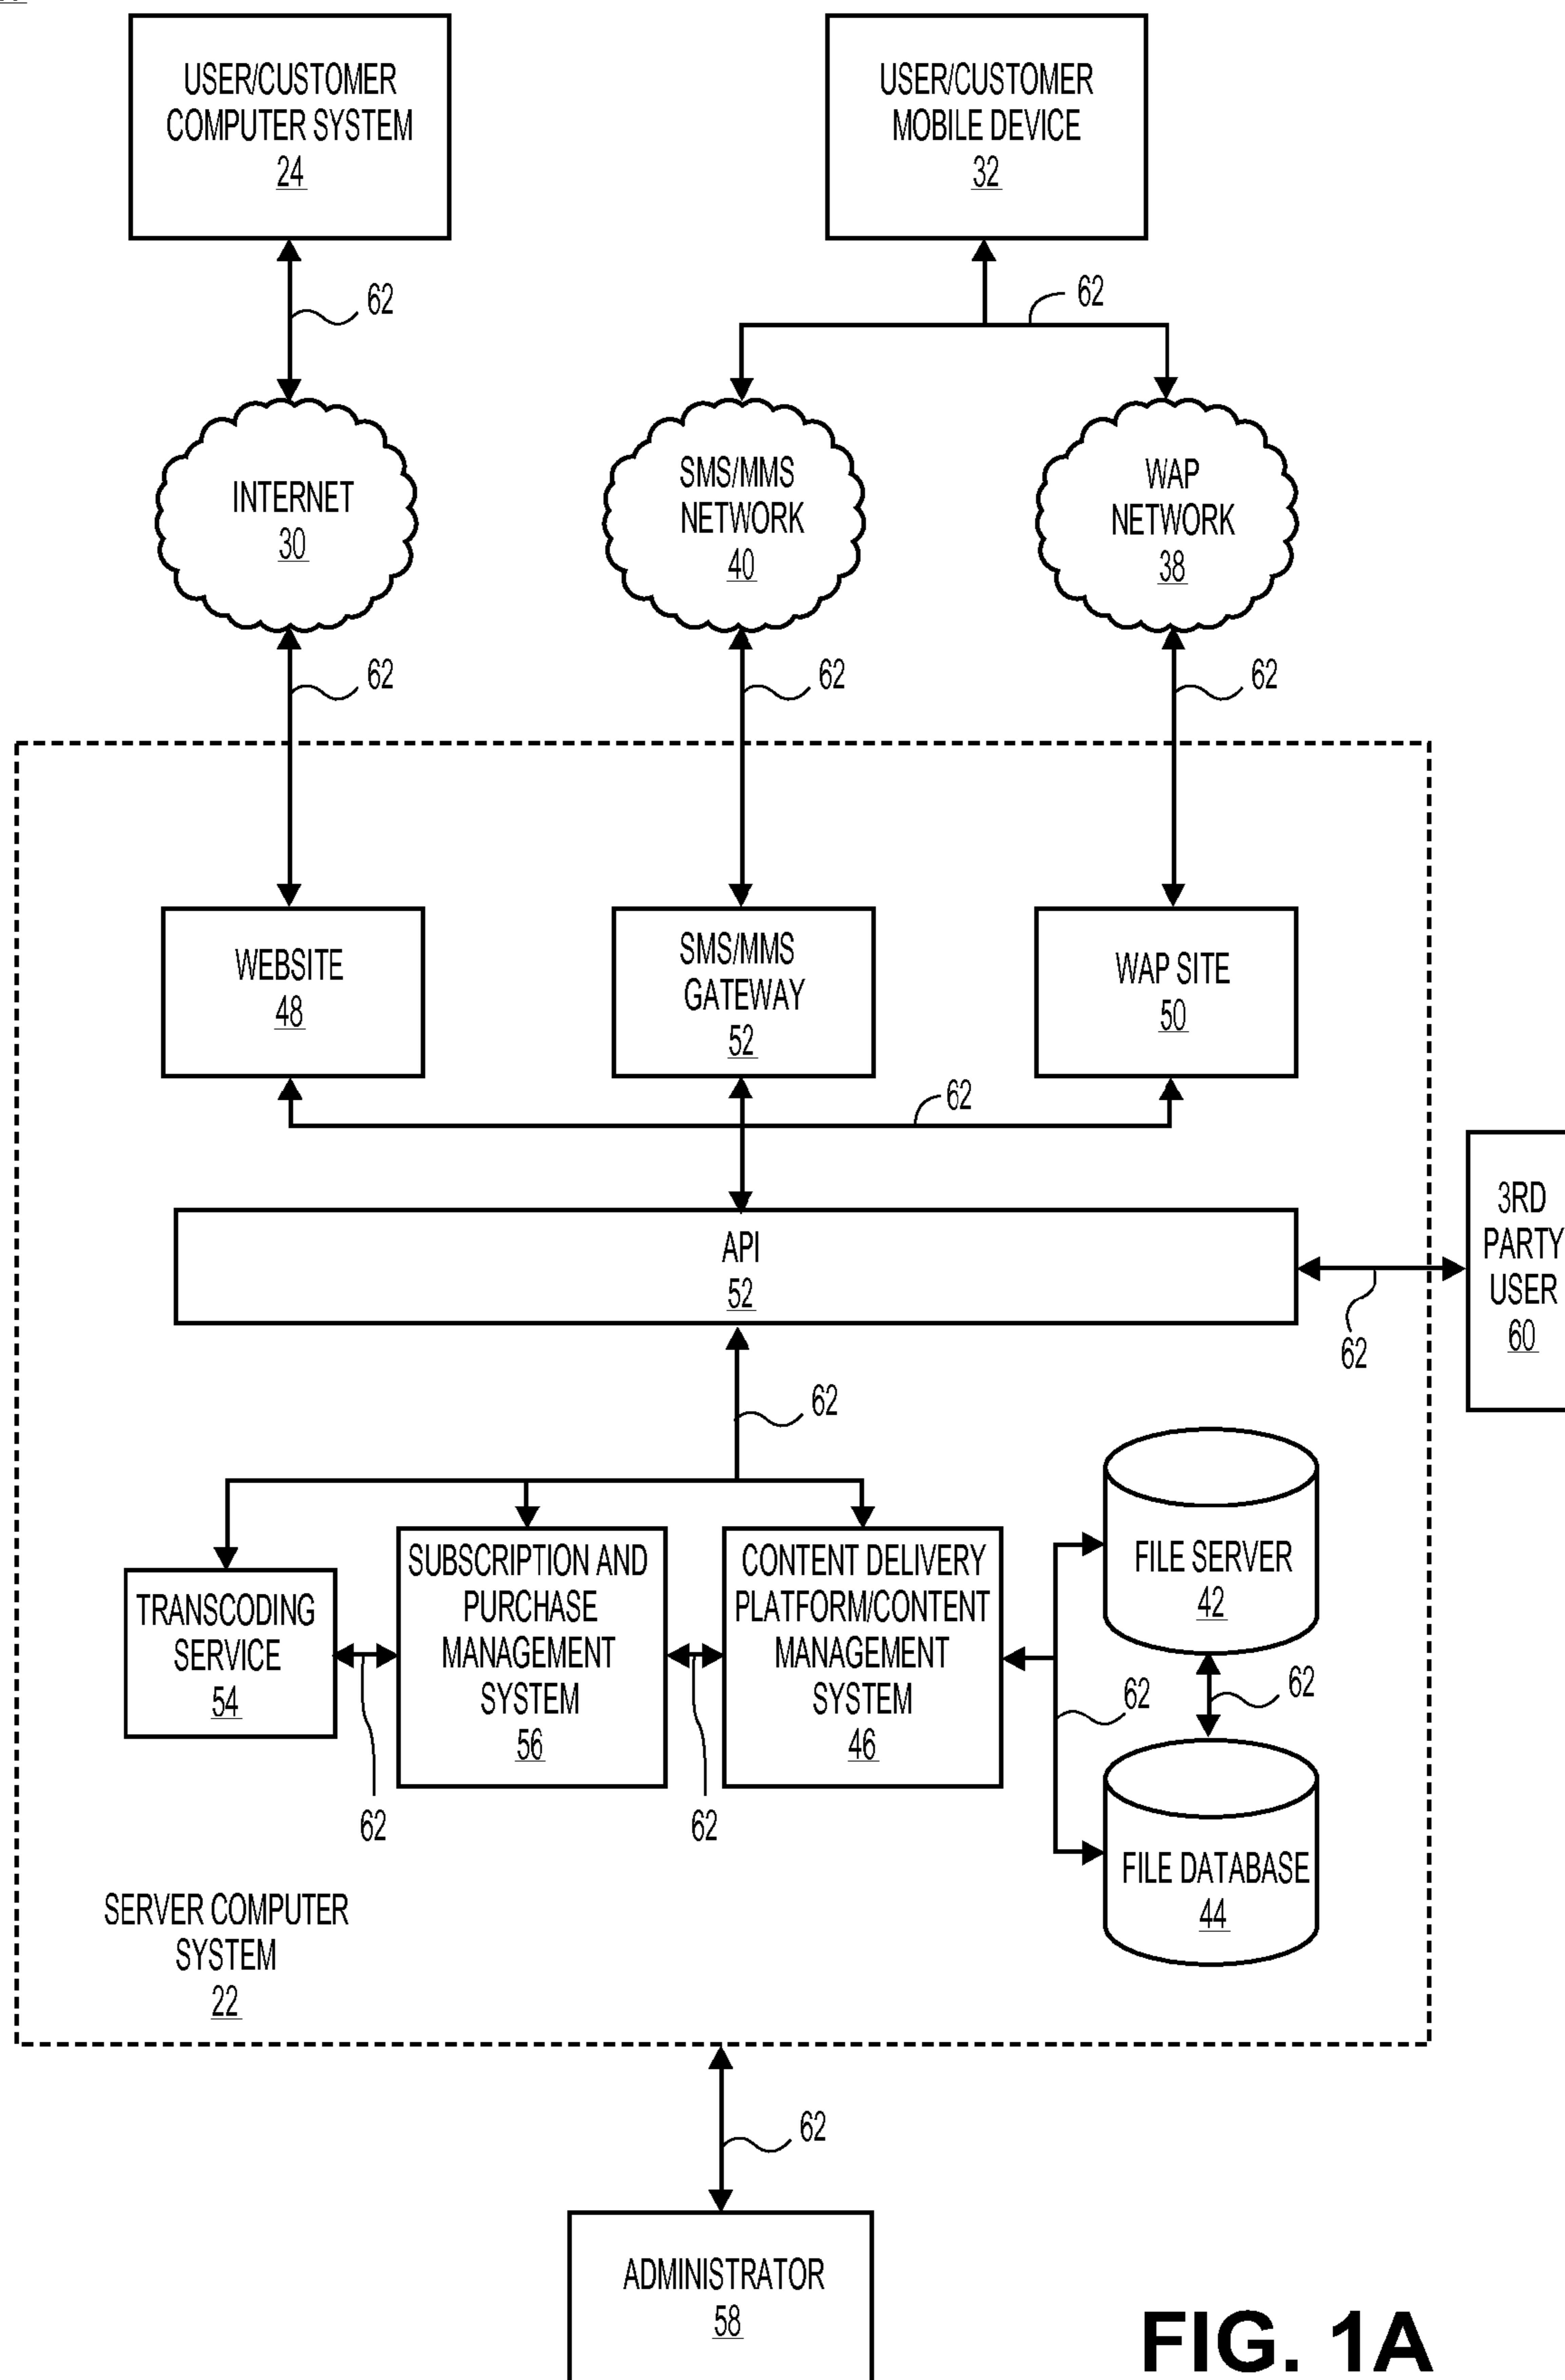 USER/CUSTOMER
COMPUTER SYSTEM
24
USER/CUSTOMER
MOBILE DEVICE
32
62
62
INTERNET
30
SMS/MMS
NETWORK
40
WAP
NETWORK
38
62
62
62
WEBSITE
48
SMS/MMS
GATEWAY
52
WAP SITE
50
62
API
52
3RD
PARTY
USER
60
62
62
TRANSCODING
SERVICE
54
SUBSCRIPTION AND
PURCHASE
MANAGEMENT
SYSTEM
56
CONTENT DELIVERY
PLATFORM/CONTENT
MANAGEMENT
SYSTEM
46
FILE SERVER
42
62
62
62
62
FILE DATABASE
44
SERVER COMPUTER
SYSTEM
22
62
ADMINISTRATOR
58
FIG. 1A